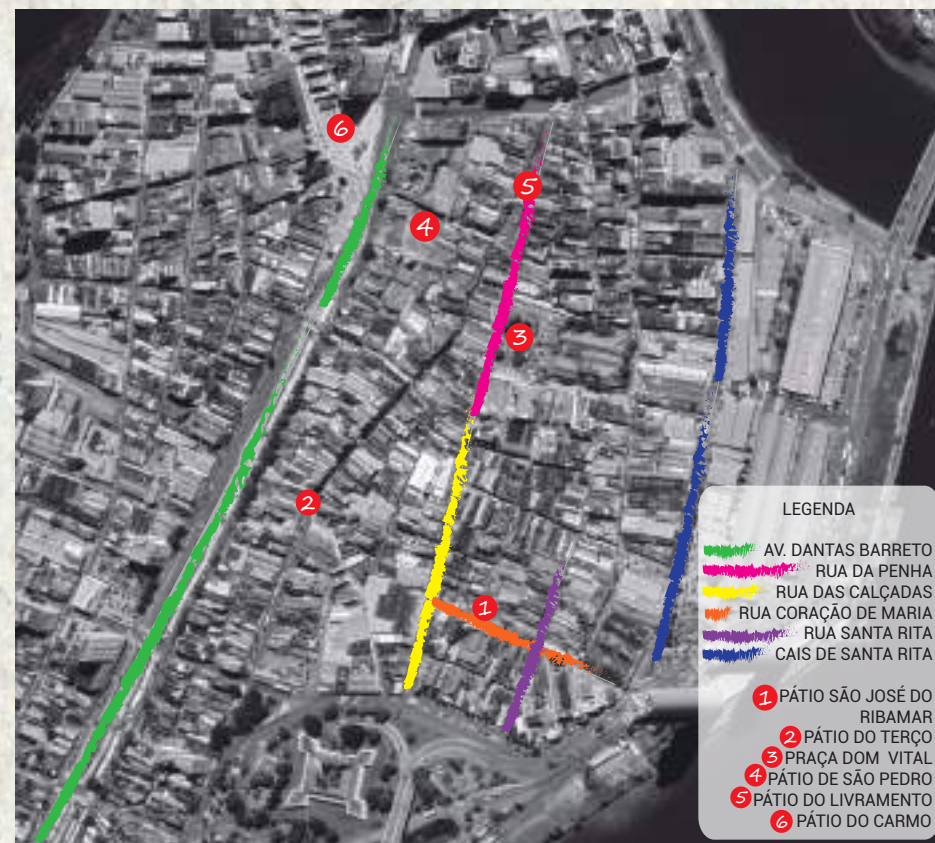 6
5
4
3
2
1
LEGENDA
AV. DANTAS BARRETO
RUA DA PENHA
RUA DAS CALÇADAS
RUA CORAÇÃO DE MARIA
RUA SANTA RITA
CAIS DE SANTA RITA
1 PÁTIO SÃO JOSÉ DO
RIBAMAR
2 PÁTIO DO TERÇO
3 PRAÇA DOM VITAL
4 PÁTIO DE SÃO PEDRO
5 PÁTIO DO LIVRAMENTO
6 PÁTIO DO CARMO